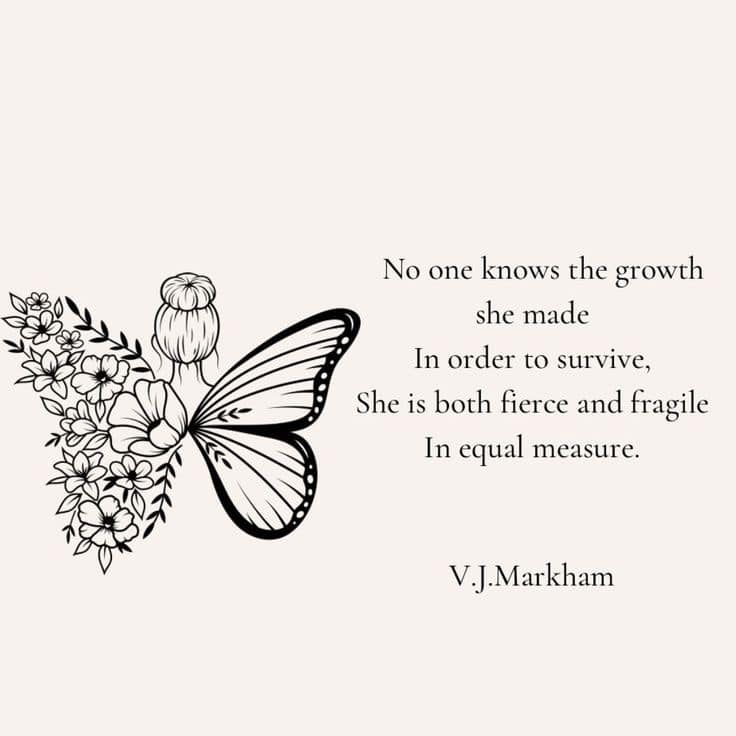 No one knows the growth
she made
In order to survive,
She is both fierce and fragile
In equal measure.
V.J.Markham